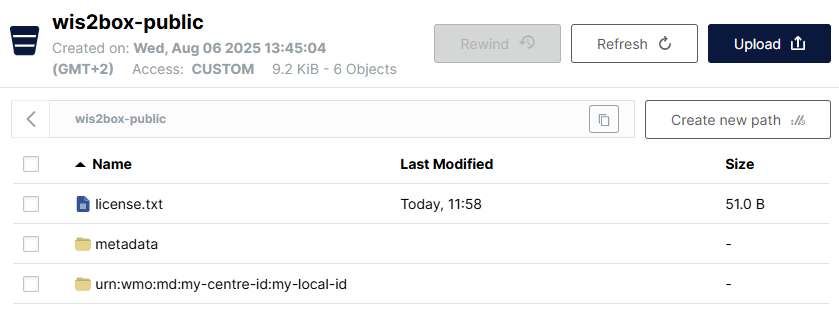 wis2box-public
Created on: Wed, Aug 06 2025 13:45:04
(GMT+2) Access: CUSTOM 9.2 KiB - 6 Objects
Rewind
Refresh
Upload
wis2box-public
Create new path
Name Last Modified Size
license.txt Today, 11:58 51.0 B
metadata -
urn:wmo:md:my-centre-id:my-local-id -